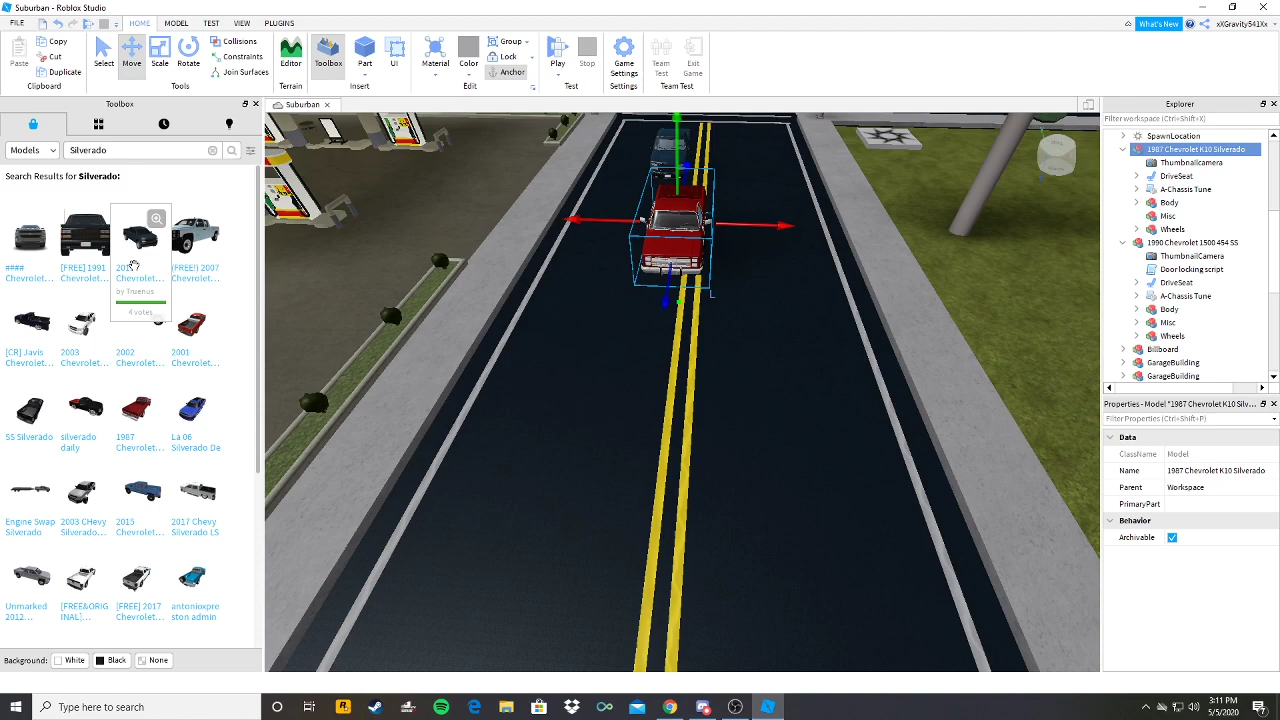 Suburban - Roblox Studio
FILE HOME MODEL TEST VIEW PLUGINS
What's New xXGravity541Xx
Paste Copy Cut Duplicate
Select Move Scale Rotate Collisions Constraints Join Surfaces
Editor Toolbox Part UI
Material Color Group Lock Anchor
Play Stop Game Settings Team Test Exit Game
Clipboard Tools Terrain Insert Edit Test Settings Team Test
Toolbox
Suburban
Models Silverado
Search Results for Silverado:
#### Chevrolet...
[FREE] 1991 Chevrolet...
Chevrolet...
by Truenus
4 votes
(FREE!) 2007 Chevrolet...
[CR] Javis Chevrolet...
2003 Chevrolet...
2002 Chevrolet...
2001 Chevrolet...
SS Silverado
silverado daily
1987 Chevrolet...
La 06 Silverado De
Engine Swap Silverado
2003 CHevy Silverado...
2015 Chevrolet...
2017 Chevy Silverado LS
Unmarked 2012...
[FREE&ORIG INAL]...
[FREE] 2017 Chevrolet...
antonioxpre ston admin
Background: White Black None
Explorer
Filter workspace (Ctrl+Shift+X)
SpawnLocation
1987 Chevrolet K10 Silverado
Thumbnailcamera
DriveSeat
A-Chassis Tune
Body
Misc
Wheels
1990 Chevrolet 1500 454 SS
ThumbnailCamera
Door locking script
DriveSeat
A-Chassis Tune
Body
Misc
Wheels
Billboard
GarageBuilding
GarageBuilding
Properties - Model "1987 Chevrolet K10 Silv...
Filter Properties (Ctrl+Shift+P)
Data
ClassName Model
Name 1987 Chevrolet K10 Silverado
Parent Workspace
PrimaryPart
Behavior
Archivable
Type here to search
3:11 PM
5/5/2020